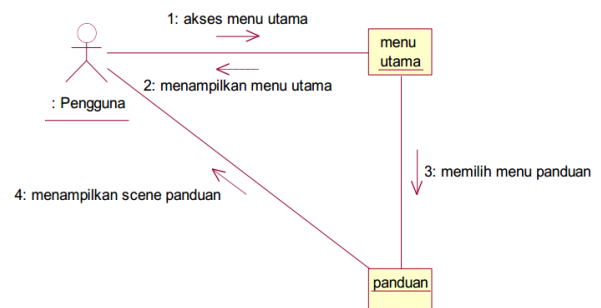 1: akses menu utama
menu
utama
2: menampilkan menu utama
: Pengguna
3: memilih menu panduan
4: menampilkan scene panduan
panduan